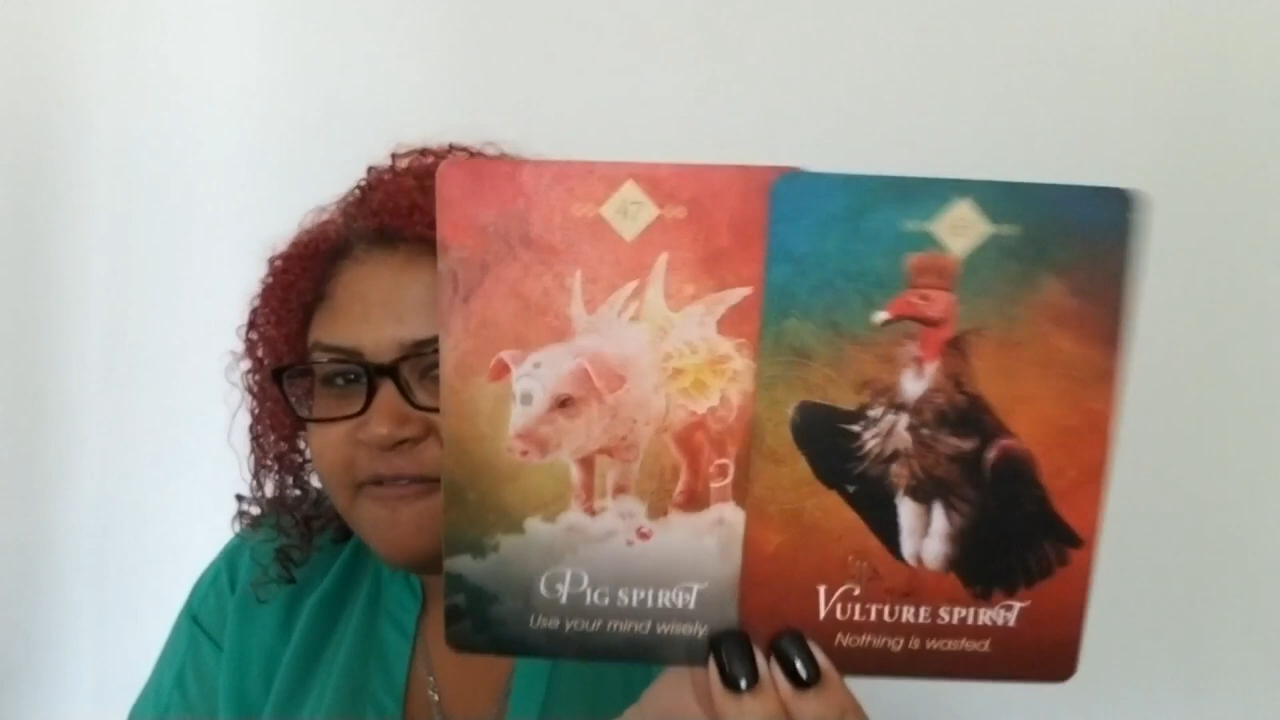 47
PIG SPIRIT
Use your mind wisely.
VULTURE SPIRIT
Nothing is wasted.